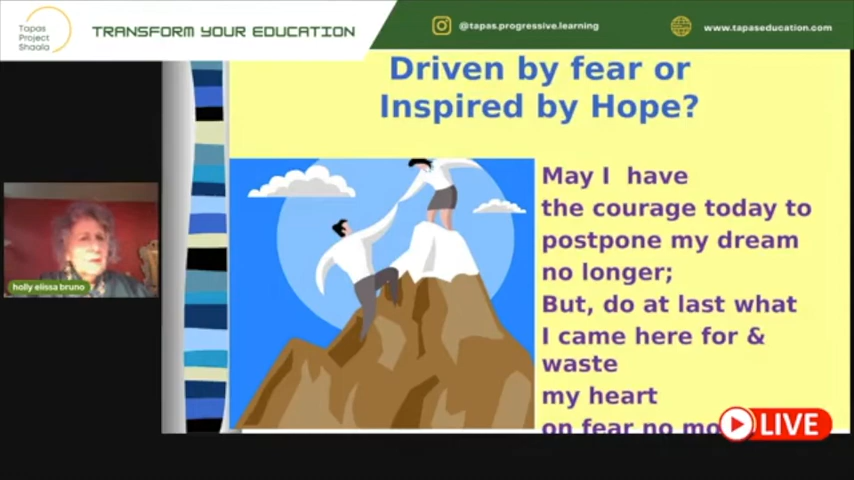 Tapas
Project
Shaala
TRANSFORM YOUR EDUCATION
@tapas.progressive.learning
www.tapaseducation.com
Driven by fear or
Inspired by Hope?
May I have
the courage today to
postpone my dream
no longer;
But, do at last what
I came here for &
waste
my heart
on fear no
LIVE
holly elissa bruno